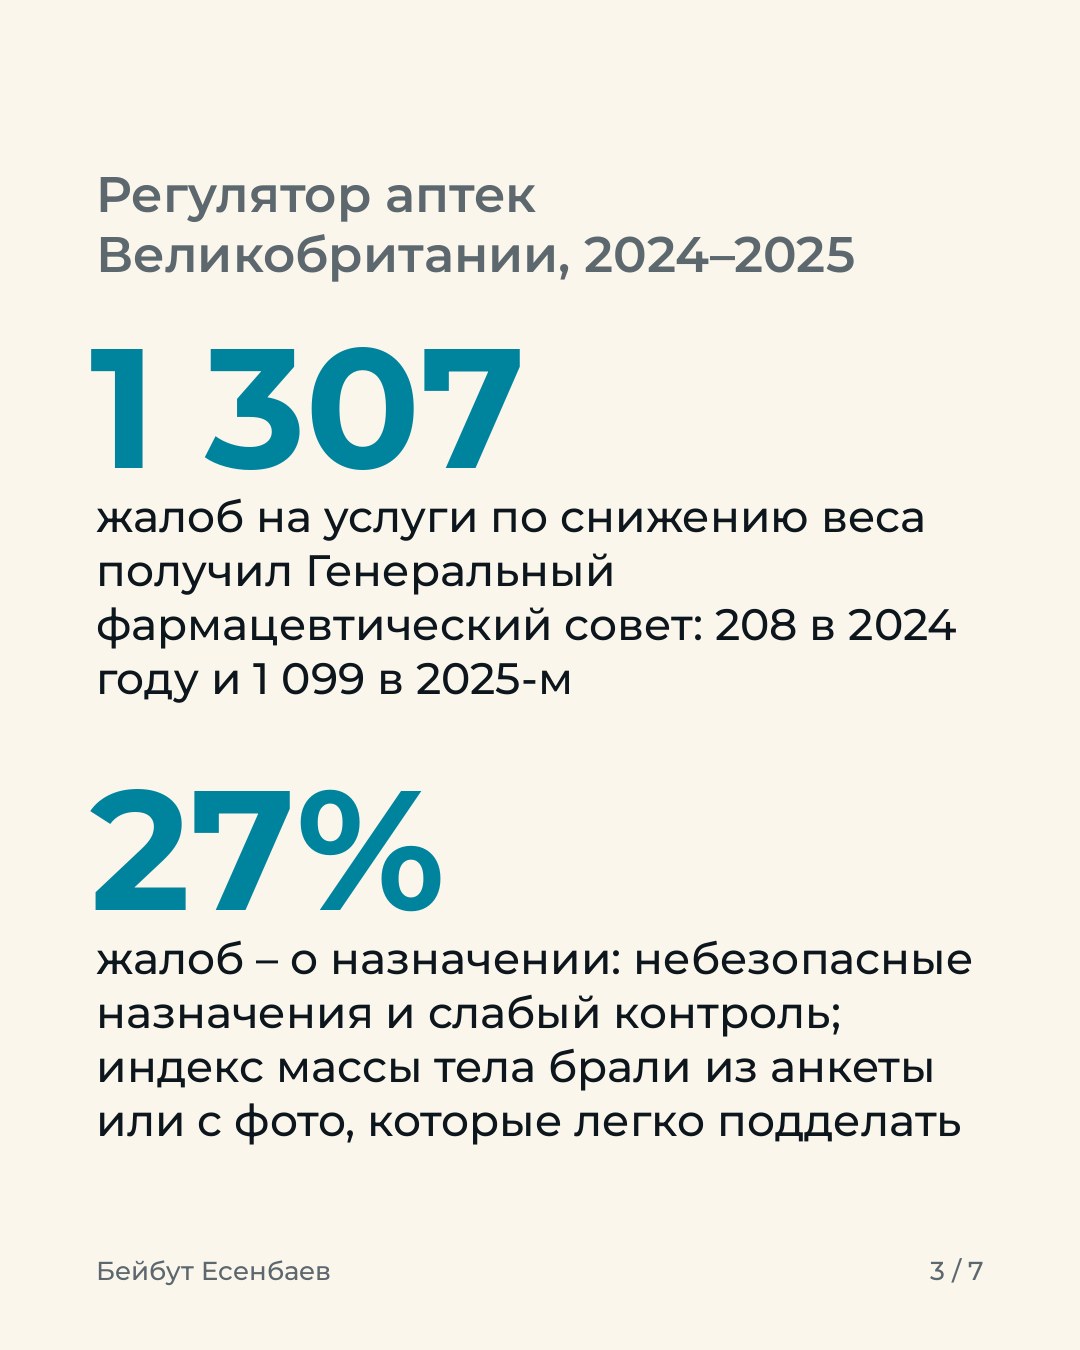 Регулятор аптек
Великобритании, 2024–2025
1 307
жалоб на услуги по снижению веса
получил Генеральный
фармацевтический совет: 208 в 2024
году и 1 099 в 2025-м
27%
жалоб – о назначении: небезопасные
назначения и слабый контроль;
индекс массы тела брали из анкеты
или с фото, которые легко подделать
Бейбут Есенбаев
3 / 7